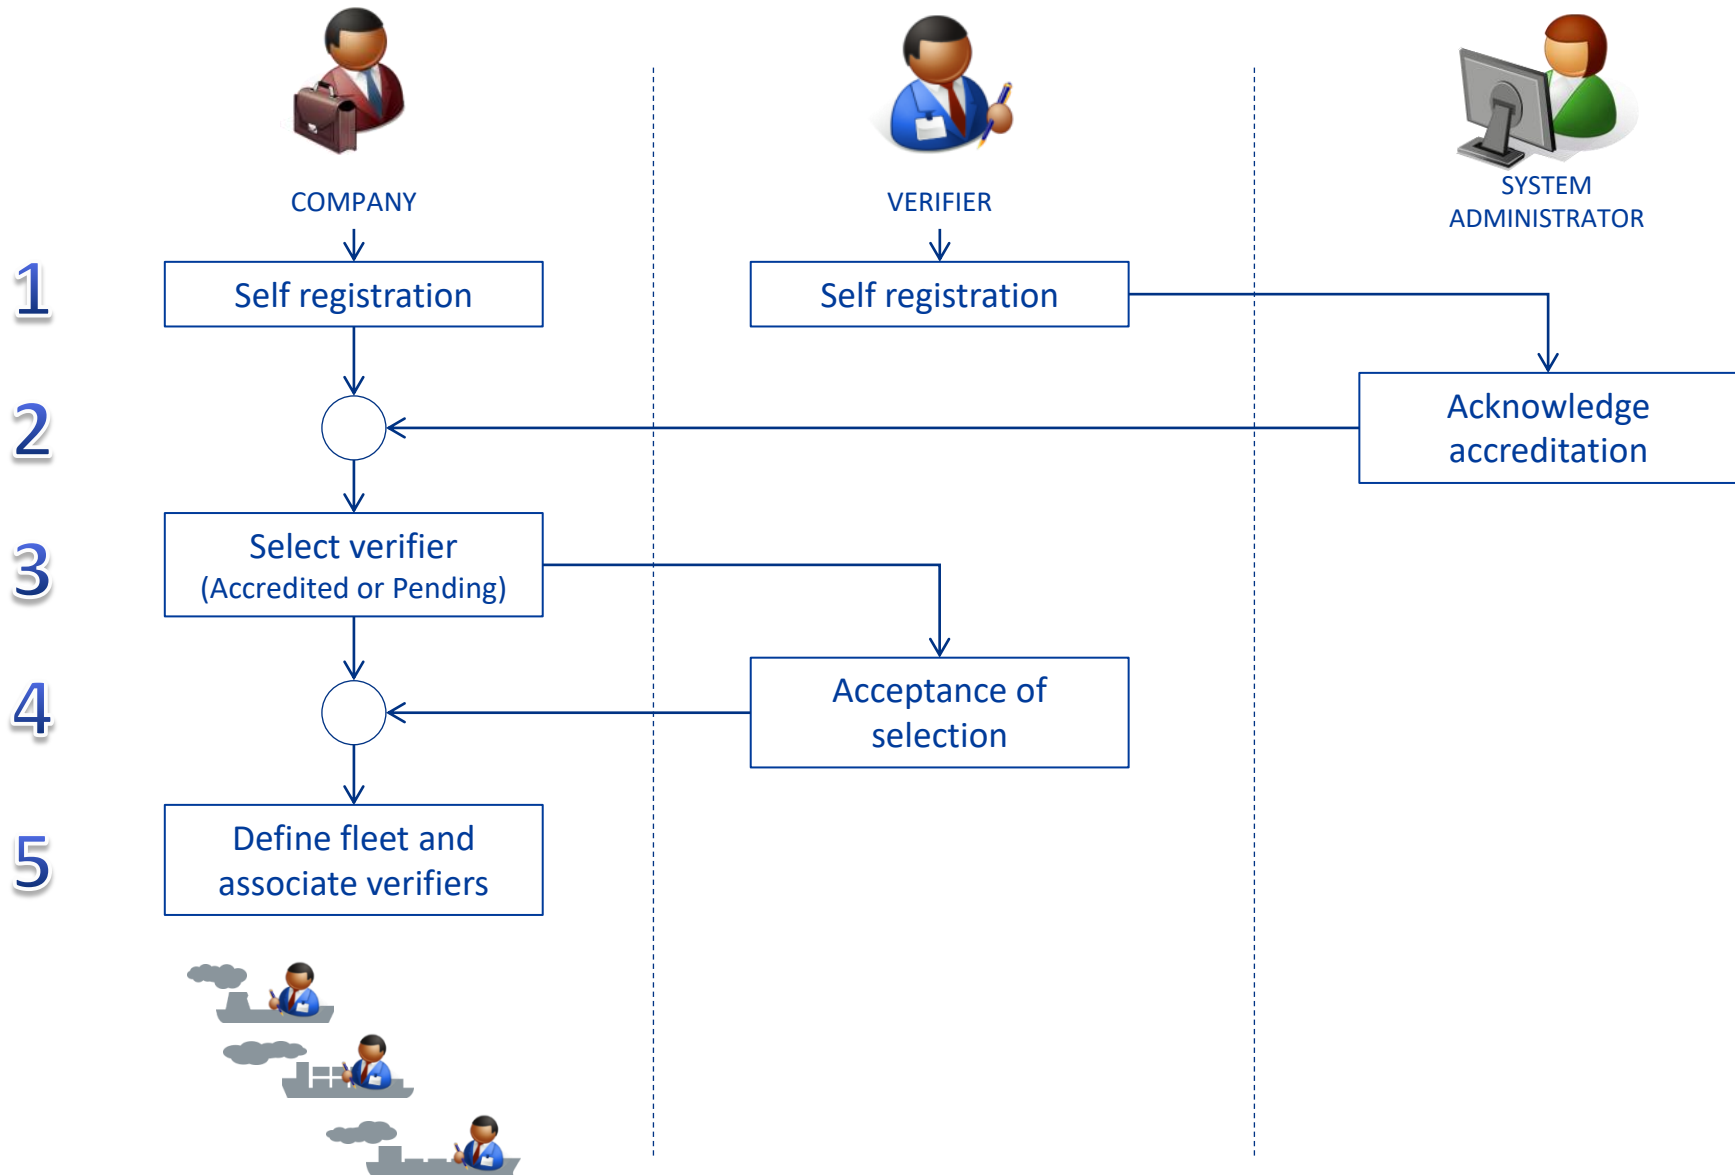 COMPANY
VERIFIER
SYSTEM
ADMINISTRATOR
1
Self registration
Self registration
2
Acknowledge
accreditation
3
Select verifier
(Accredited or Pending)
4
Acceptance of
selection
5
Define fleet and
associate verifiers